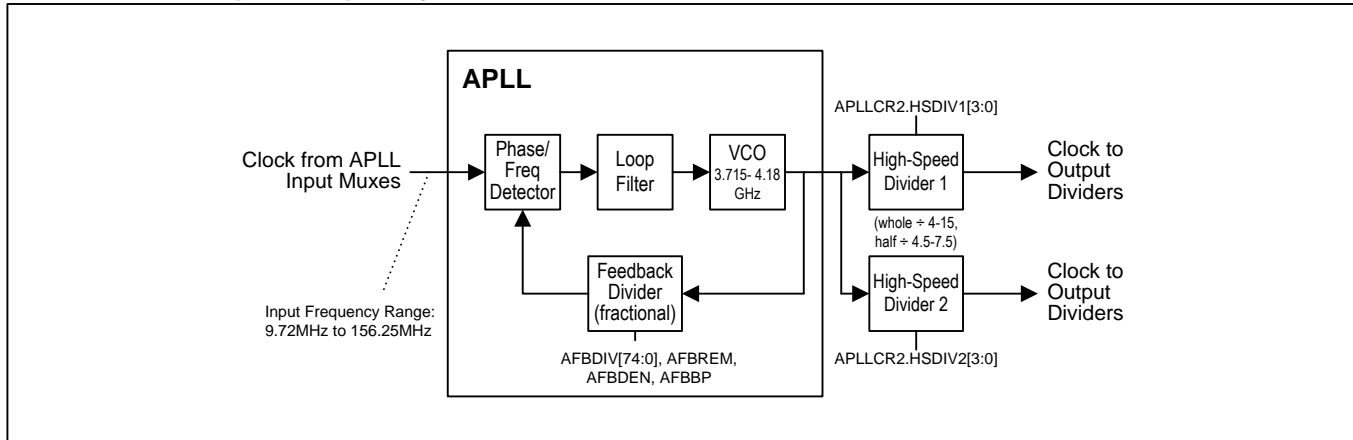 APLL
Clock from APLL
Input Muxes
Phase/
Freq
Detector
Loop
Filter
VCO
3.715- 4.18
GHz
Feedback
Divider
(fractional)
AFBDIV[74:0], AFBREM,
AFBDEN, AFBBP
Input Frequency Range:
9.72MHz to 156.25MHz
APLLCR2.HSDIV1[3:0]
High-Speed
Divider 1
(whole ÷ 4-15,
half ÷ 4.5-7.5)
High-Speed
Divider 2
APLLCR2.HSDIV2[3:0]
Clock to
Output
Dividers
Clock to
Output
Dividers